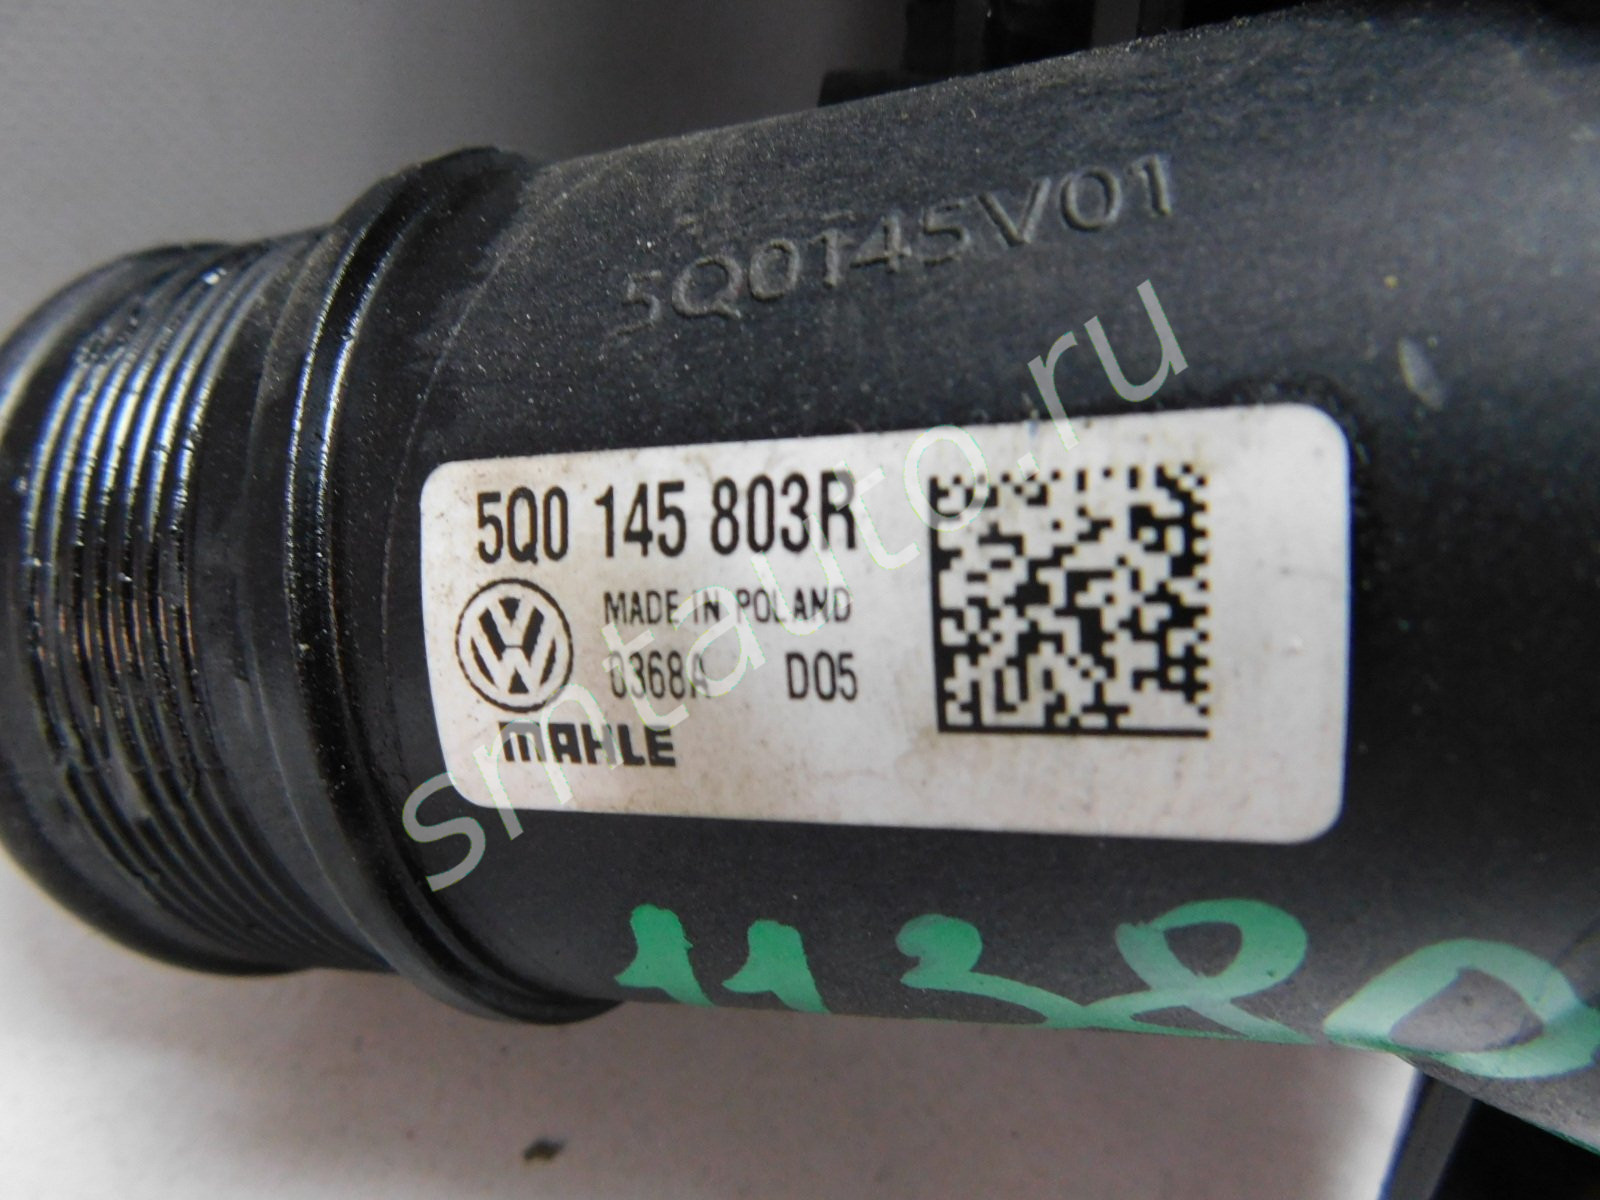 5Q0145V01
5Q0 145 803R
MADE IN POLAND
0368A D05
MAHLE
smtauto.ru